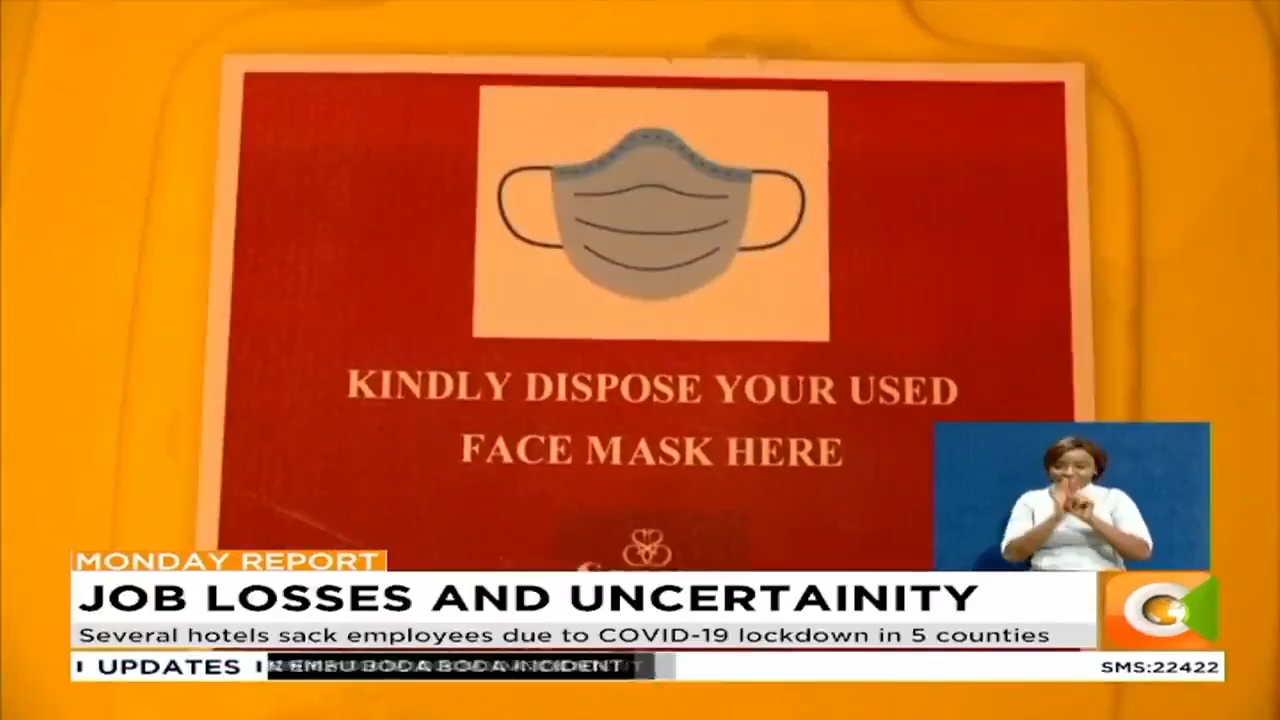 KINDLY DISPOSE YOUR USED
FACE MASK HERE
MONDAY REPORT
JOB LOSSES AND UNCERTAINITY
Several hotels sack employees due to COVID-19 lockdown in 5 counties
UPDATES
EMBU BODA BODA INCIDENT
SMS:22422